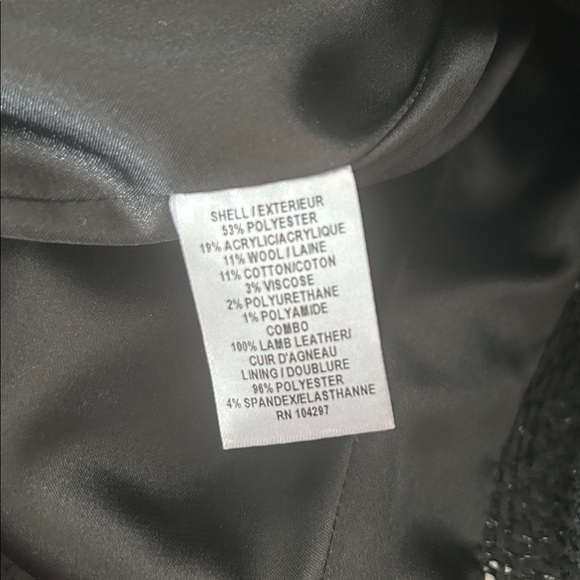 SHELL/EXTERIEUR
53% POLYESTER
19% ACRYLIC/ACRYLIQUE
11% WOOL/LAINE
11% COTTON/COTON
3% VISCOSE
2% POLYURETHANE
1% POLYAMIDE
COMBO
100% LAMB LEATHER/
CUIR D'AGNEAU
LINING/DOUBLURE
96% POLYESTER
4% SPANDEX/ELASTHANNE
RN 104297